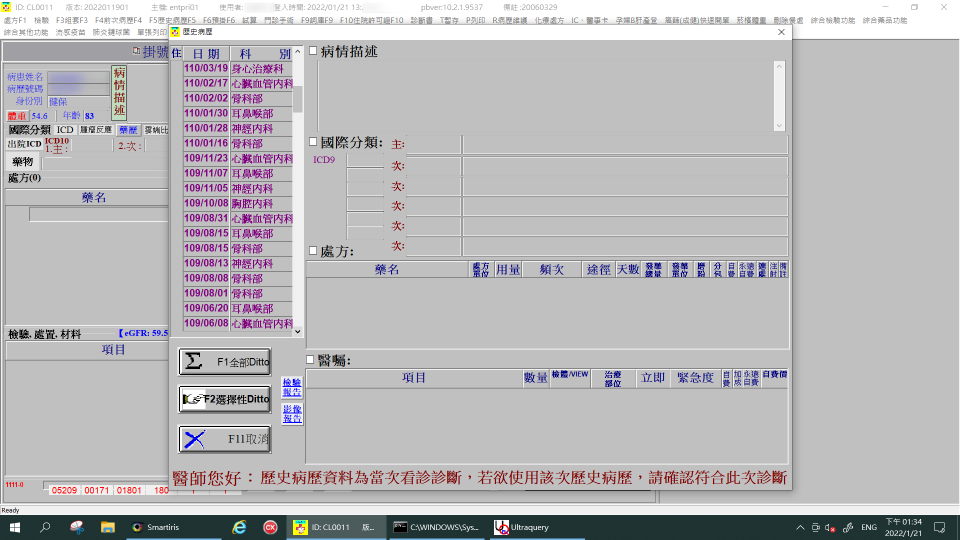 ID: CL0011 版本: 2022011901 主機: entpri01 使用者: 登入時間: 2022/01/21 13: pbver:10.2.1.9537 標註:20060329
處方F1 檢驗 F3組套F3 F4前次病歷F4 F5歷史病歷F5 F6預掛F6 試算 門診手術 F9詞庫F9 F10住院許可證F10 診斷書 T暫存 P列印 R病歷維護 化療處方 IC、醫事卡 孕婦B肝產登 菸檳體重 刪除餐處 綜合檢驗功能 綜合藥品功能
綜合其他功能 流感疫苗 肺炎鏈球菌 單張列印
歷史病歷
掛號
病患姓名
病歷號碼
身份別 健保
病情描述
體重 54.6 年齡 83
國際分類 ICD 腫瘤反應 藥歷 雲端比
出院ICD ICD10
1.主: 2.次:
藥物
處方(0)
藥名
檢驗, 處置, 材料 【eGFR: 59.5
項目
1111-0
05209 00171 01801 180
住 日期 科別
110/03/19 身心治療科
110/02/17 心臟血管內科
110/02/02 骨科部
110/01/30 耳鼻喉部
110/01/28 神經內科
110/01/16 骨科部
109/11/23 心臟血管內科
109/11/07 耳鼻喉部
109/11/05 神經內科
109/10/08 胸腔內科
109/08/31 心臟血管內科
109/08/15 耳鼻喉部
109/08/15 骨科部
109/08/13 神經內科
109/08/08 骨科部
109/08/01 骨科部
109/06/20 耳鼻喉部
109/06/08 心臟血管內科
F1全部Ditto
F2選擇性Ditto
F11取消
檢驗報告
影像報告
病情描述
國際分類: 主:
ICD9
次:
次:
次:
次:
次:
處方:
藥名 處方單位 用量 頻次 途徑 天數 發藥總量 發藥單位 磨粉 分包 自費 永遠自費 適處 注射 備註
醫囑:
項目 數量 檢體/VIEW 治療部位 立即 緊急度 自費 加成 永遠自費 自費價
醫師您好:歷史病歷資料為當次看診診斷,若欲使用該次歷史病歷,請確認符合此次診斷
Ready
Smartiris
ID: CL0011 版...
C:\WINDOWS\Sys...
Ultraquery
ENG
下午 01:34
2022/1/21